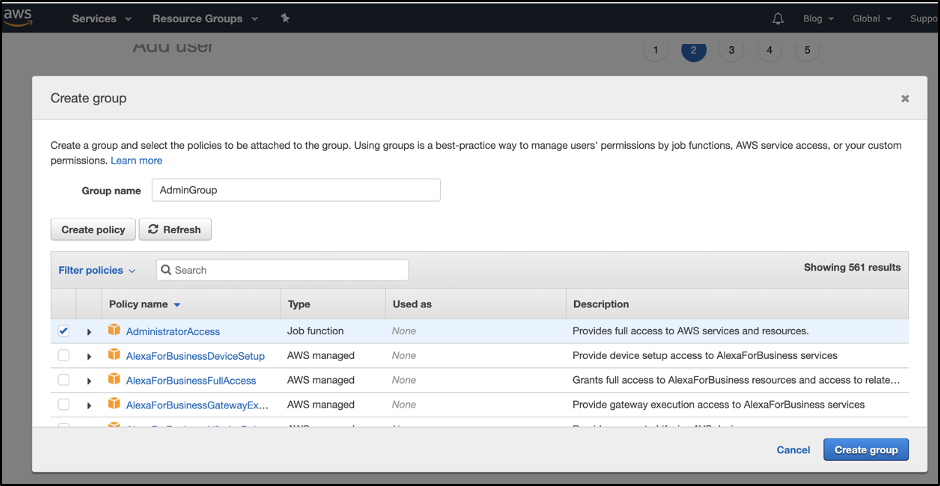 aws Services Resource Groups Blog Global Suppo
Add user 1 2 3 4 5
Create group
Create a group and select the policies to be attached to the group. Using groups is a best-practice way to manage users' permissions by job functions, AWS service access, or your custom
permissions. Learn more
Group name AdminGroup
Create policy Refresh
Filter policies Search Showing 561 results
Policy name Type Used as Description
AdministratorAccess Job function None Provides full access to AWS services and resources.
AlexaForBusinessDeviceSetup AWS managed None Provide device setup access to AlexaForBusiness services
AlexaForBusinessFullAccess AWS managed None Grants full access to AlexaForBusiness resources and access to relate…
AlexaForBusinessGatewayEx… AWS managed None Provide gateway execution access to AlexaForBusiness services
Cancel Create group